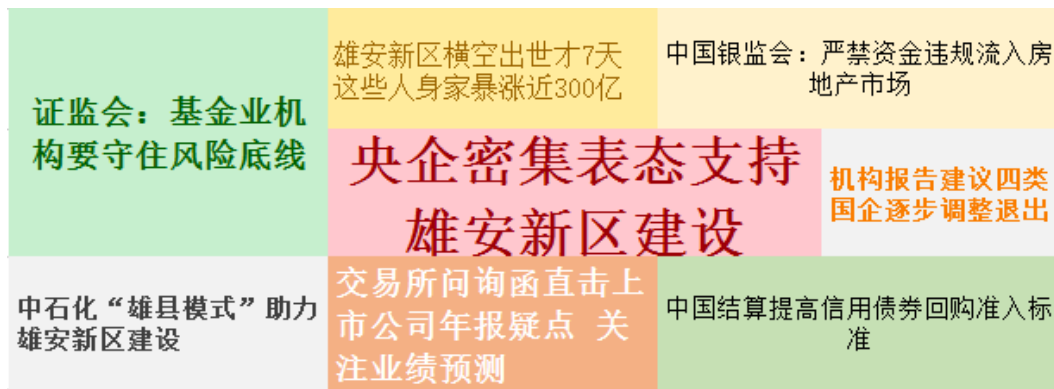 证监会：基金业机
构要守住风险底线
雄安新区横空出世才7天
这些人身家暴涨近300亿
中国银监会：严禁资金违规流入房
地产市场
央企密集表态支持
雄安新区建设
机构报告建议四类
国企逐步调整退出
中石化“雄县模式”助力
雄安新区建设
交易所问询函直击上
市公司年报疑点 关
注业绩预测
中国结算提高信用债券回购准入标
准